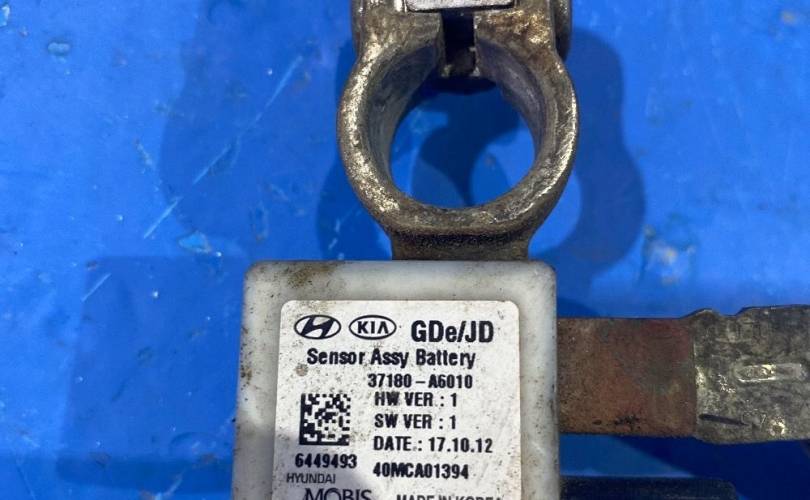 KIA GDe/JD
Sensor Assy Battery
37180-A6010
HW VER : 1
SW VER : 1
DATE : 17.10.12
6449493 40MCA01394
HYUNDAI
MOBIS MADE IN KOREA